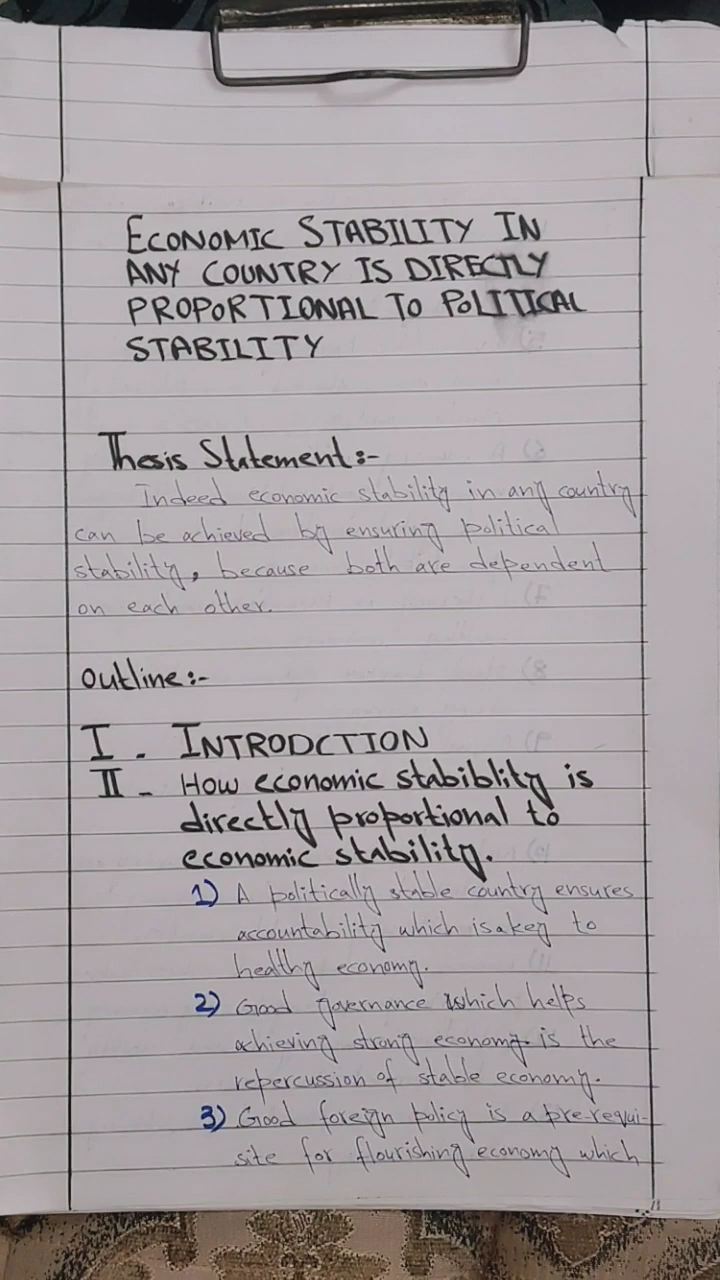 ECONOMIC STABILITY IN
ANY COUNTRY IS DIRECTLY
PROPORTIONAL TO POLITICAL
STABILITY
Thesis Statement:-
Indeed economic stability in any country
can be achieved by ensuring political
stability, because both are dependent
on each other.
outline:-
I. INTRODCTION
II- How economic stabiblity is
directly proportional to
economic stability.
1) A politically stable country ensures
accountability which is a key to
healthy economy.
2) Good governance which helps
achieving strong economy is the
repercussion of stable economy.
3) Good foreign policy is a pre-requi-
site for flourishing economy which